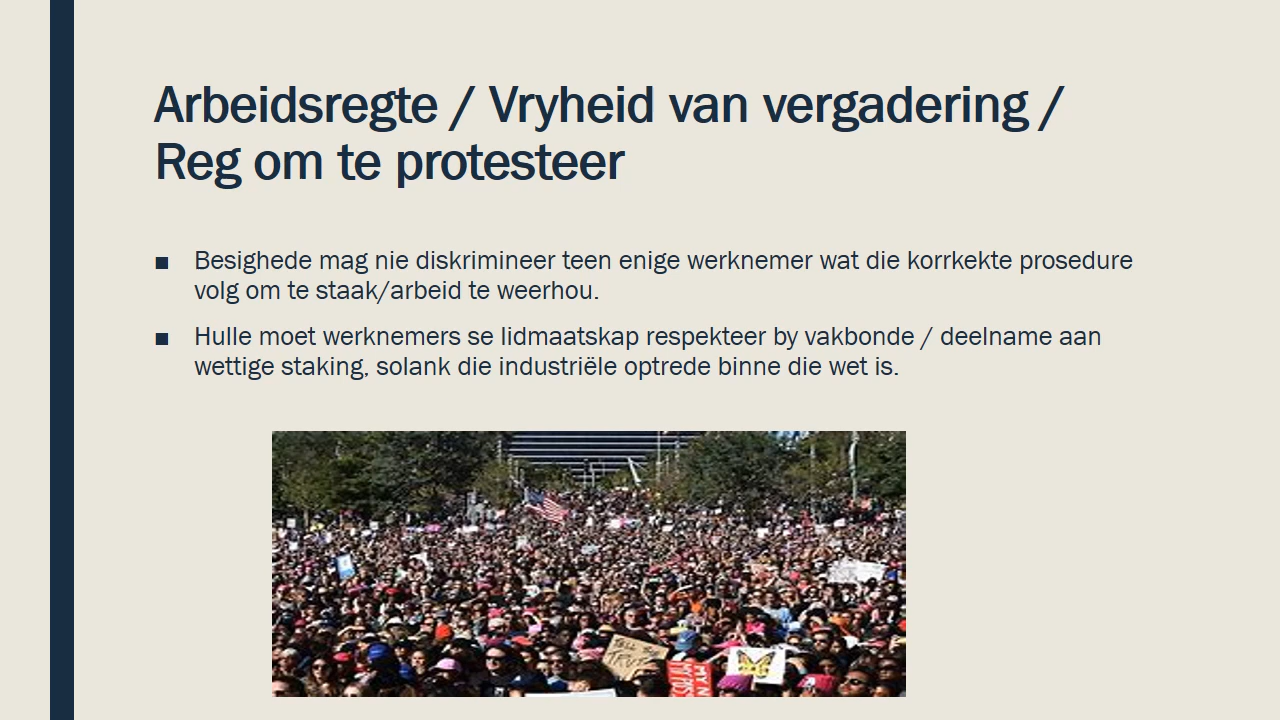 Arbeidsregte / Vryheid van vergadering /
Reg om te protesteer
■ Besighede mag nie diskrimineer teen enige werknemer wat die korrkekte prosedure
volg om te staak/arbeid te weerhou.
■ Hulle moet werknemers se lidmaatskap respekteer by vakbonde / deelname aan
wettige staking, solank die industriële optrede binne die wet is.